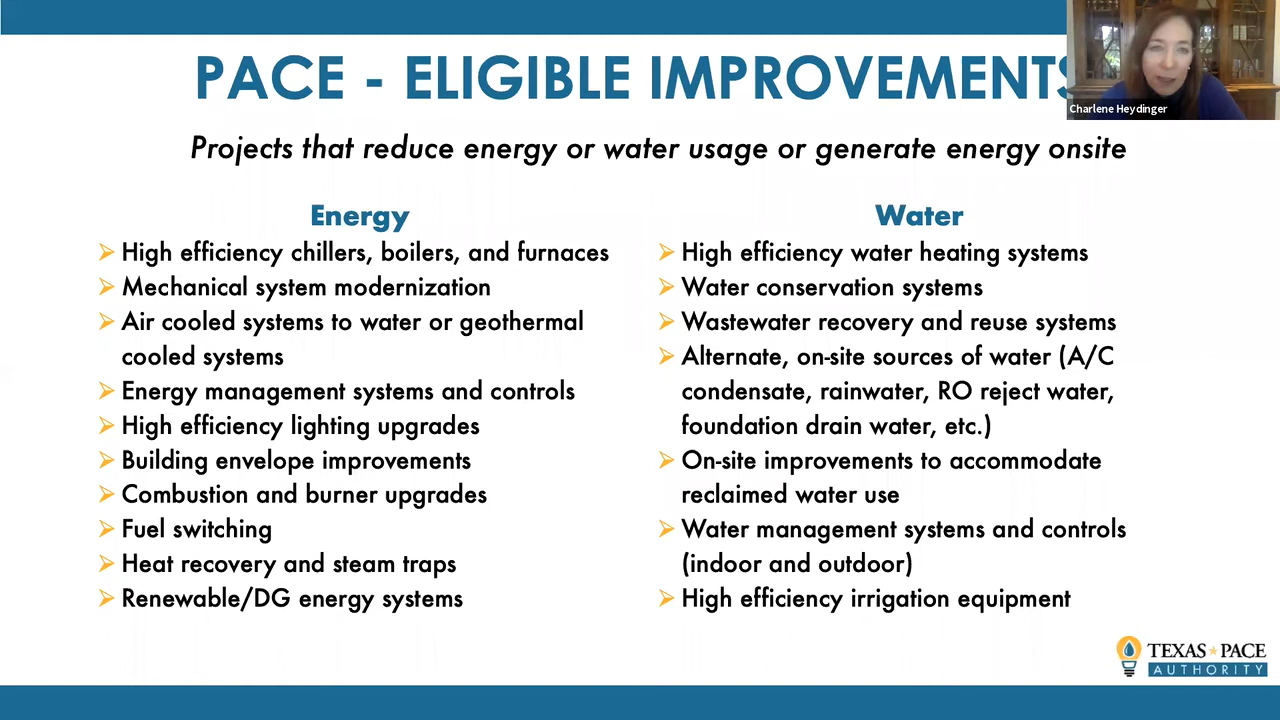 PACE - ELIGIBLE IMPROVEMENTS
Charlene Heydinger
Projects that reduce energy or water usage or generate energy onsite
Energy
High efficiency chillers, boilers, and furnaces
Mechanical system modernization
Air cooled systems to water or geothermal
cooled systems
Energy management systems and controls
High efficiency lighting upgrades
Building envelope improvements
Combustion and burner upgrades
Fuel switching
Heat recovery and steam traps
Renewable/DG energy systems
Water
High efficiency water heating systems
Water conservation systems
Wastewater recovery and reuse systems
Alternate, on-site sources of water (A/C
condensate, rainwater, RO reject water,
foundation drain water, etc.)
On-site improvements to accommodate
reclaimed water use
Water management systems and controls
(indoor and outdoor)
High efficiency irrigation equipment
TEXAS PACE
AUTHORITY